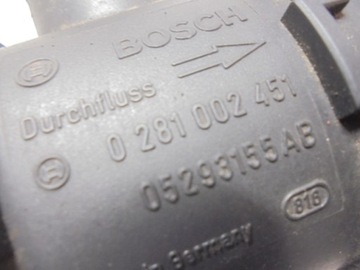 BOSCH
Durchfluss
0 281 002 451
05293155AB
816
in Germany